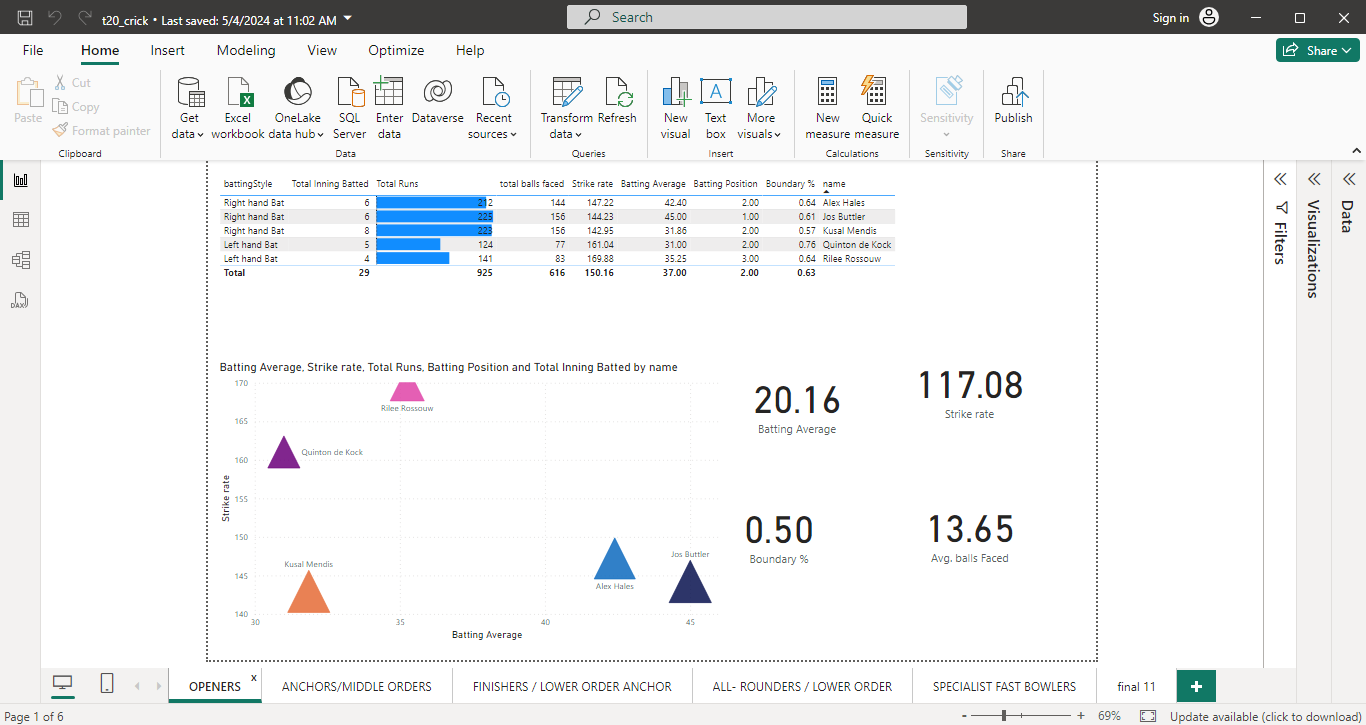 t20_crick • Last saved: 5/4/2024 at 11:02 AM
Search
Sign in
File Home Insert Modeling View Optimize Help
Share
Paste
Cut
Copy
Format painter
Clipboard
Get data
Excel workbook
OneLake data hub
SQL Server
Enter data
Dataverse
Recent sources
Data
Transform data
Refresh
Queries
New visual
Text box
More visuals
Insert
New measure
Quick measure
Calculations
Sensitivity
Sensitivity
Publish
Share
battingStyle Total Inning Batted Total Runs total balls faced Strike rate Batting Average Batting Position Boundary % name
Right hand Bat 6 212 144 147.22 42.40 2.00 0.64 Alex Hales
Right hand Bat 6 225 156 144.23 45.00 1.00 0.61 Jos Buttler
Right hand Bat 8 223 156 142.95 31.86 2.00 0.57 Kusal Mendis
Left hand Bat 5 124 77 161.04 31.00 2.00 0.76 Quinton de Kock
Left hand Bat 4 141 83 169.88 35.25 3.00 0.64 Rilee Rossouw
Total 29 925 616 150.16 37.00 2.00 0.63
Batting Average, Strike rate, Total Runs, Batting Position and Total Inning Batted by name
170
165
160
155
150
145
140
Strike rate
Rilee Rossouw
Quinton de Kock
Kusal Mendis
Alex Hales
Jos Buttler
30 35 40 45
Batting Average
20.16
Batting Average
117.08
Strike rate
0.50
Boundary %
13.65
Avg. balls Faced
Filters
Visualizations
Data
DAX
OPENERS x
ANCHORS/MIDDLE ORDERS
FINISHERS / LOWER ORDER ANCHOR
ALL- ROUNDERS / LOWER ORDER
SPECIALIST FAST BOWLERS
final 11
+
Page 1 of 6
- + 69%
Update available (click to download)